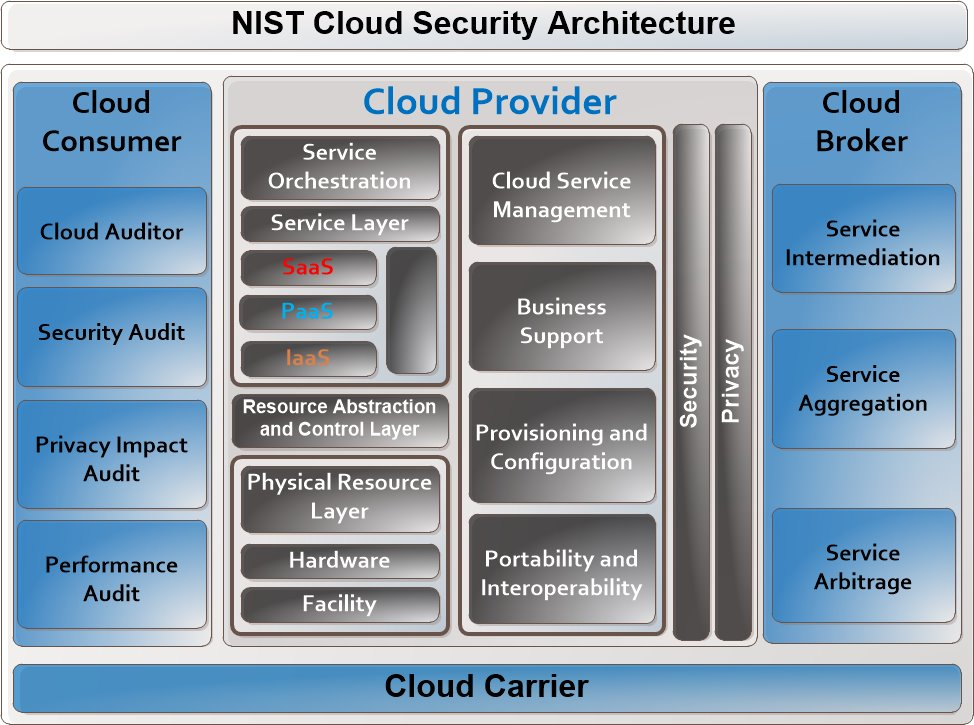 NIST Cloud Security Architecture
Cloud
Consumer
Cloud Auditor
Security Audit
Privacy Impact
Audit
Performance
Audit
Cloud Provider
Service
Orchestration
Service Layer
SaaS
PaaS
IaaS
Resource Abstraction
and Control Layer
Physical Resource
Layer
Hardware
Facility
Cloud Service
Management
Business
Support
Provisioning and
Configuration
Portability and
Interoperability
Security
Privacy
Cloud
Broker
Service
Intermediation
Service
Aggregation
Service
Arbitrage
Cloud Carrier